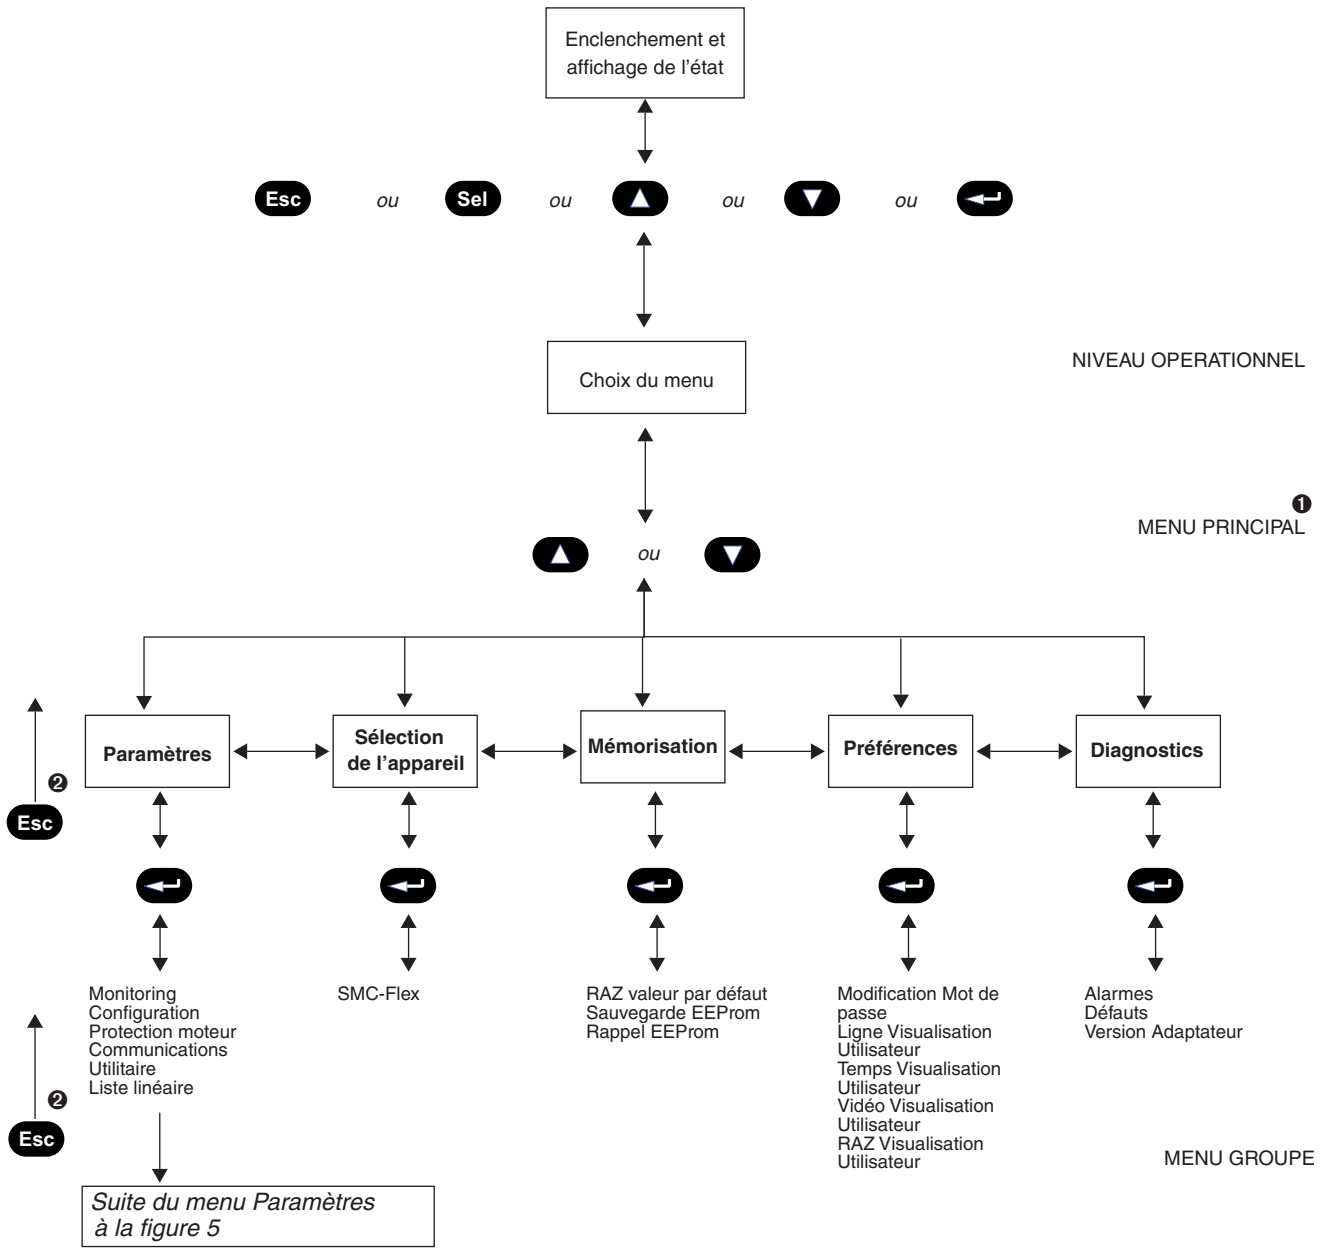 Enclenchement et
affichage de l'état
Esc ou Sel ou ou ou
Choix du menu
NIVEAU OPERATIONNEL
❶
MENU PRINCIPAL
ou
Paramètres
Sélection
de l'appareil
Mémorisation
Préférences
Diagnostics
❷
Esc
Monitoring
Configuration
Protection moteur
Communications
Utilitaire
Liste linéaire
SMC-Flex
RAZ valeur par défaut
Sauvegarde EEProm
Rappel EEProm
Modification Mot de
passe
Ligne Visualisation
Utilisateur
Temps Visualisation
Utilisateur
Vidéo Visualisation
Utilisateur
RAZ Visualisation
Utilisateur
Alarmes
Défauts
Version Adaptateur
❷
Esc
MENU GROUPE
Suite du menu Paramètres
à la figure 5